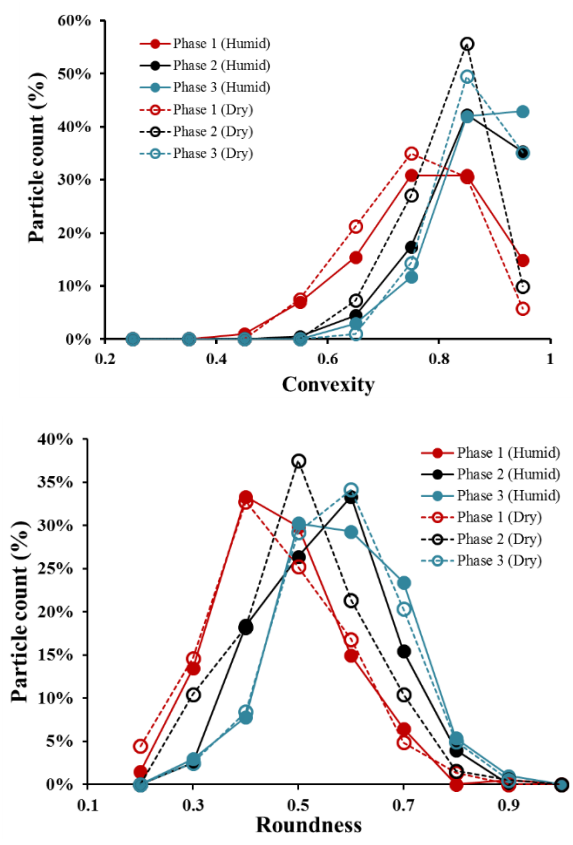 60%
50%
40%
30%
20%
10%
0%
Particle count (%)
Phase 1 (Humid)
Phase 2 (Humid)
Phase 3 (Humid)
Phase 1 (Dry)
Phase 2 (Dry)
Phase 3 (Dry)
0.2 0.4 0.6 0.8 1
Convexity
40%
35%
30%
25%
20%
15%
10%
5%
0%
Particle count (%)
Phase 1 (Humid)
Phase 2 (Humid)
Phase 3 (Humid)
Phase 1 (Dry)
Phase 2 (Dry)
Phase 3 (Dry)
0.1 0.3 0.5 0.7 0.9
Roundness